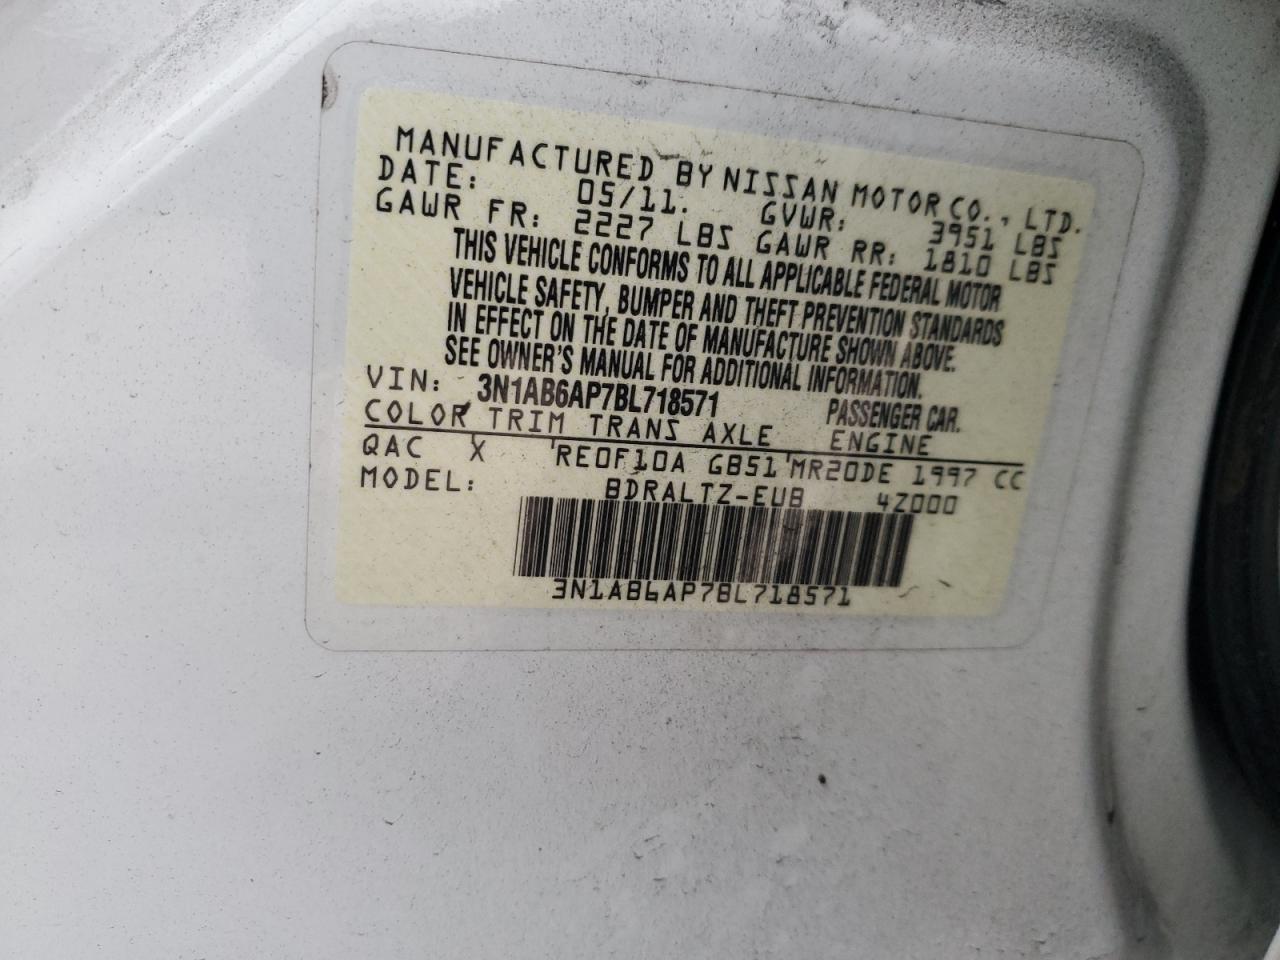 MANUFACTURED BY NISSAN MOTOR CO., LTD.
DATE: 05/11. GVWR: 3951 LBS
GAWR FR: 2227 LBS GAWR RR: 1810 LBS
THIS VEHICLE CONFORMS TO ALL APPLICABLE FEDERAL MOTOR
VEHICLE SAFETY, BUMPER AND THEFT PREVENTION STANDARDS
IN EFFECT ON THE DATE OF MANUFACTURE SHOWN ABOVE.
SEE OWNER'S MANUAL FOR ADDITIONAL INFORMATION.
VIN: 3N1AB6AP7BL718571 PASSENGER CAR.
COLOR TRIM TRANS AXLE ENGINE
QAC X RE0F10A GB51 MR20DE 1997 CC
MODEL: BDRALTZ-EUB 4Z000
3N1AB6AP7BL718571